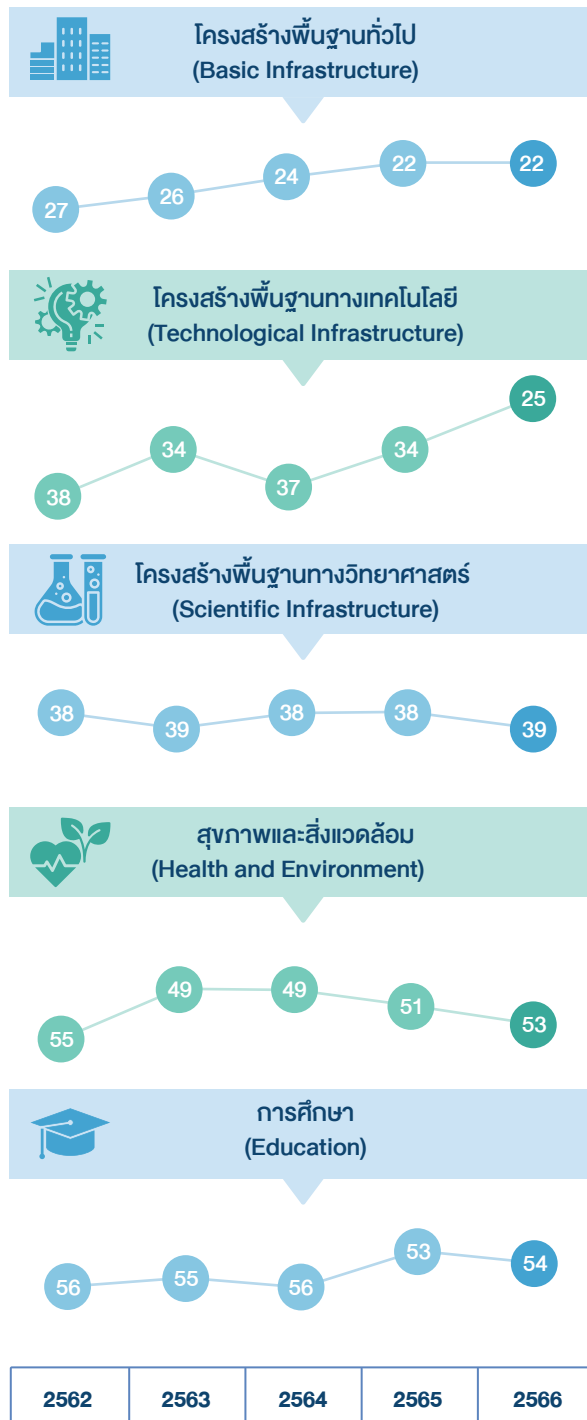 โครงสร้างพื้นฐานทั่วไป
(Basic Infrastructure)
27 26 24 22 22
โครงสร้างพื้นฐานทางเทคโนโลยี
(Technological Infrastructure)
38 34 37 34 25
โครงสร้างพื้นฐานทางวิทยาศาสตร์
(Scientific Infrastructure)
38 39 38 38 39
สุขภาพและสิ่งแวดล้อม
(Health and Environment)
55 49 49 51 53
การศึกษา
(Education)
56 55 56 53 54
2562 2563 2564 2565 2566